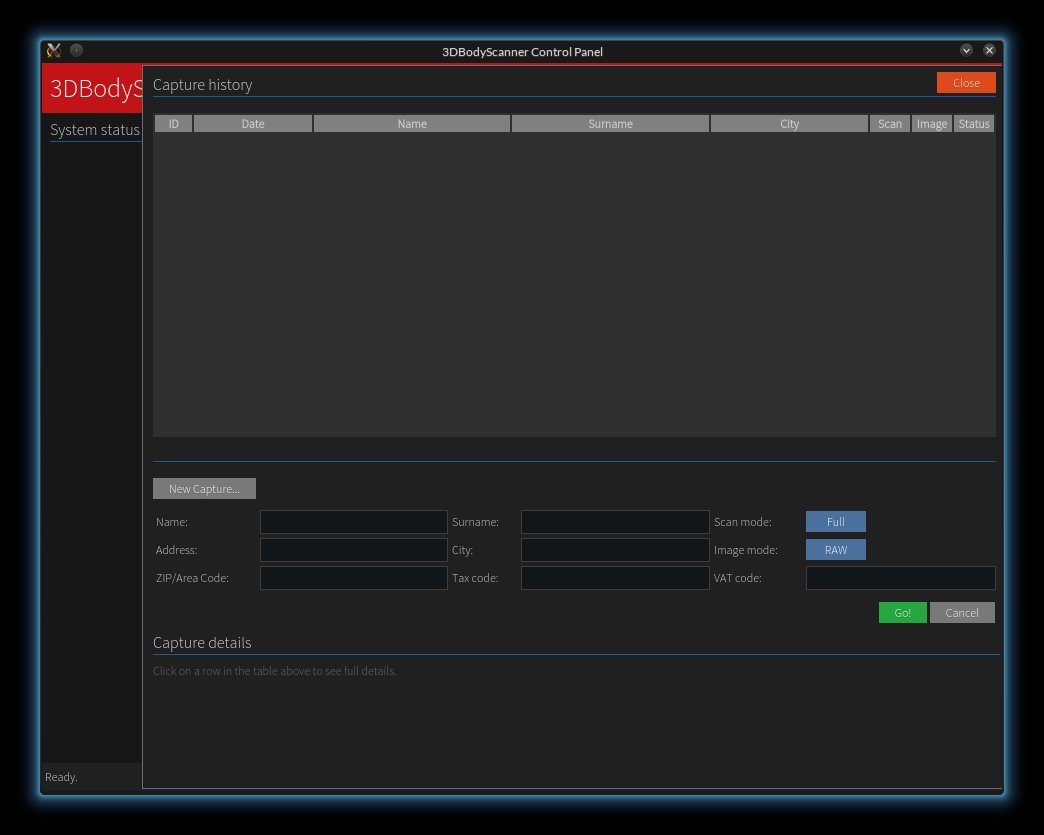 3DBodyScanner Control Panel
3DBodyS
Capture history
Close
System status
ID Date Name Surname City Scan Image Status
New Capture...
Name: Surname: Scan mode: Full
Address: City: Image mode: RAW
ZIP/Area Code: Tax code: VAT code:
Go! Cancel
Capture details
Click on a row in the table above to see full details.
Ready.